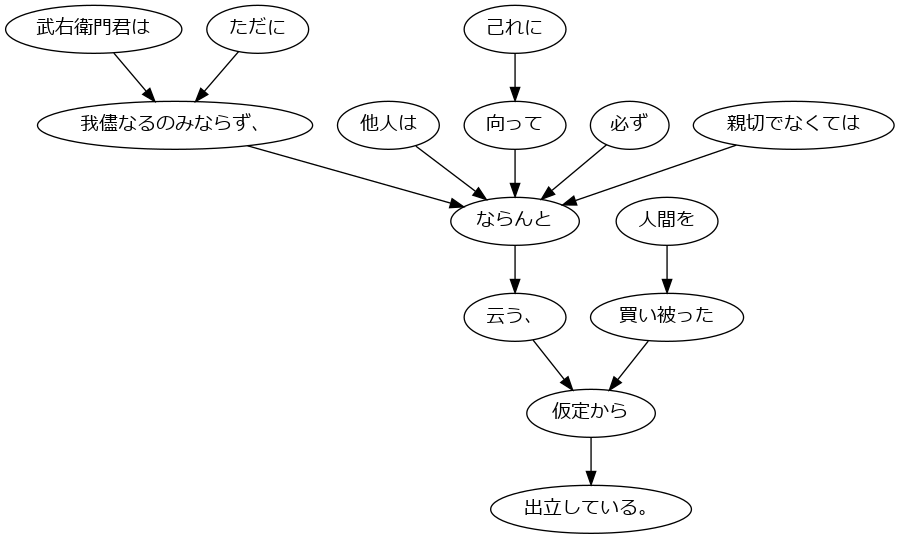 武右衛門君は
ただに
己れに
我儘なるのみならず、
他人は
向って
必ず
親切でなくては
ならんと
人間を
云う、
買い被った
仮定から
出立している。